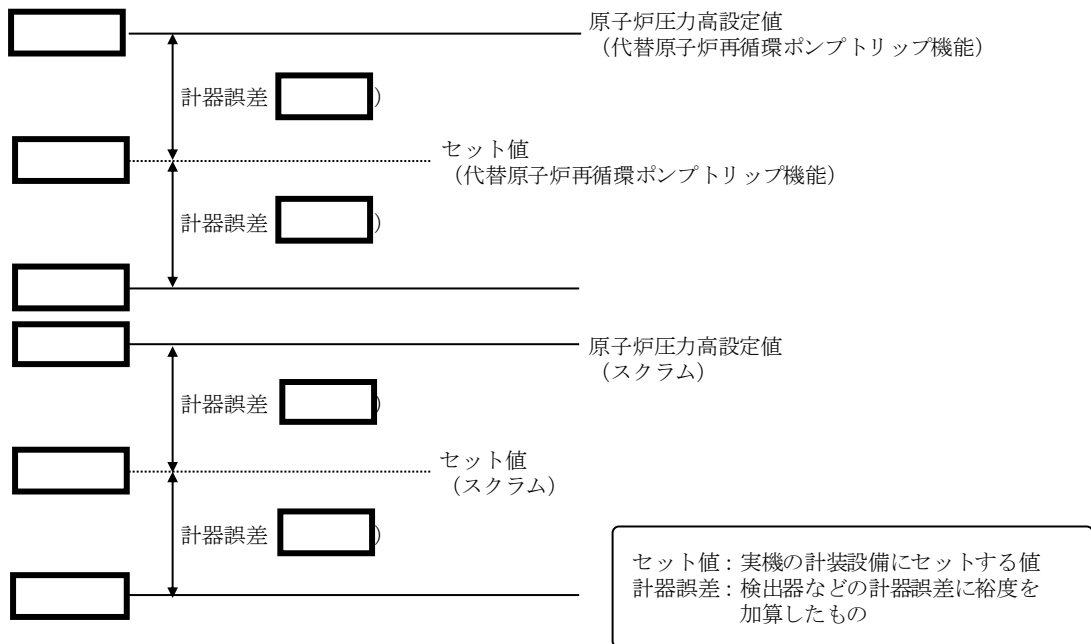 原子炉圧力高設定値
（代替原子炉再循環ポンプトリップ機能）
計器誤差 ）
セット値
（代替原子炉再循環ポンプトリップ機能）
計器誤差 ）
原子炉圧力高設定値
（スクラム）
計器誤差 ）
セット値
（スクラム）
計器誤差 ）
セット値：実機の計装設備にセットする値
計器誤差：検出器などの計器誤差に裕度を
加算したもの